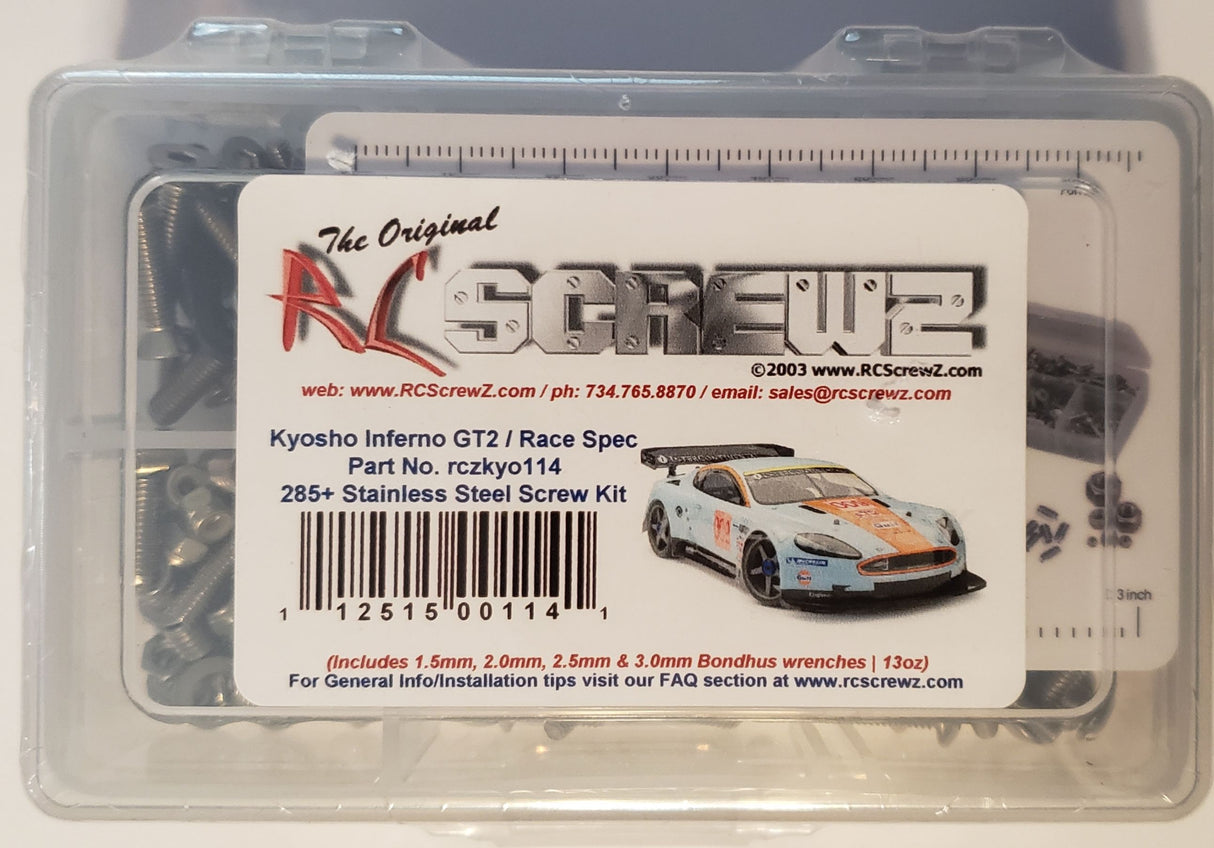 The Original
RC SCREWZ
©2003 www.RCScrewZ.com
web: www.RCScrewZ.com / ph: 734.765.8870 / email: sales@rcscrewz.com
Kyosho Inferno GT2 / Race Spec
Part No. rczkyo114
285+ Stainless Steel Screw Kit
1 12515 00114 1
(Includes 1.5mm, 2.0mm, 2.5mm & 3.0mm Bondhus wrenches | 13oz)
For General Info/Installation tips visit our FAQ section at www.rcscrewz.com
3 inch